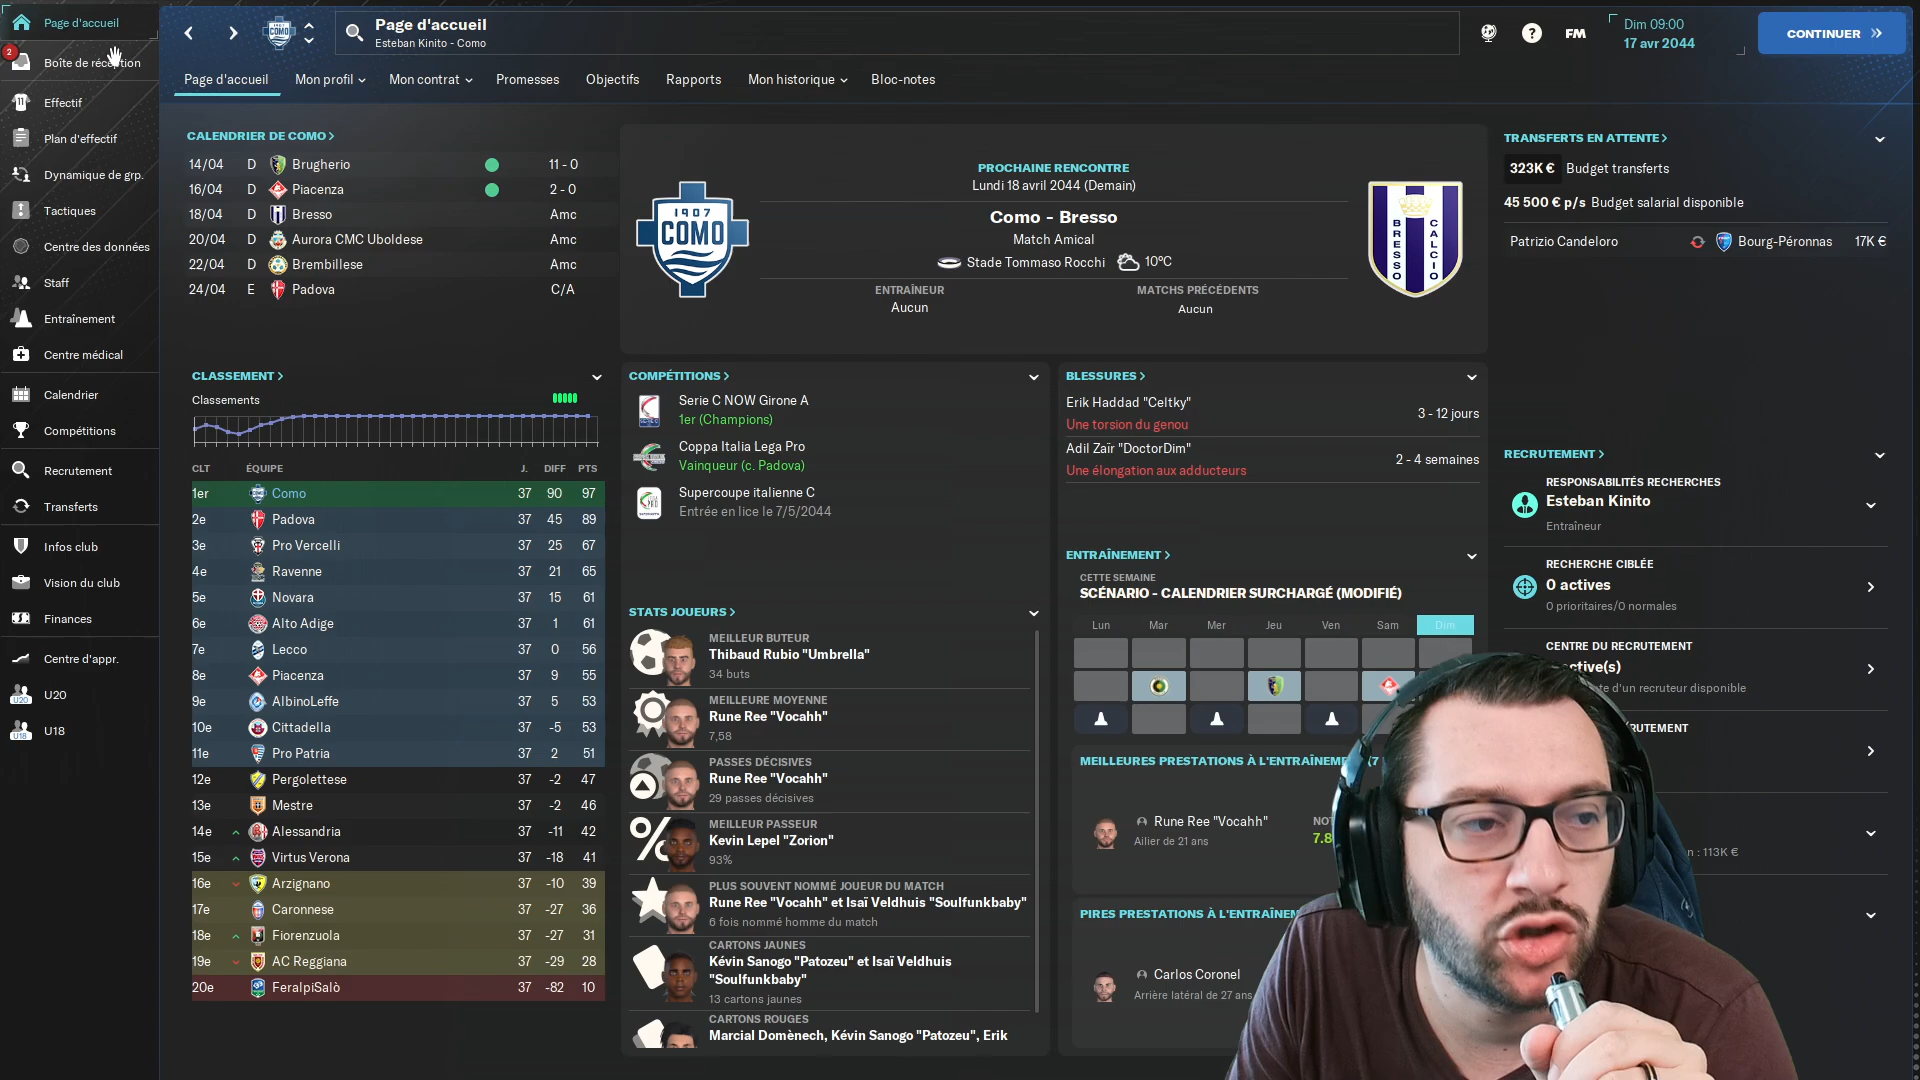 Page d'accueil
2
Boîte de réception
Effectif
Plan d'effectif
Dynamique de grp.
Tactiques
Centre des données
Staff
Entraînement
Centre médical
Calendrier
Compétitions
Recrutement
Transferts
Infos club
Vision du club
Finances
Centre d'appr.
U20
U20
U18
U18
Page d'accueil
Esteban Kinito - Como
FM
Dim 09:00
17 avr 2044
CONTINUER
Page d'accueil
Mon profil
Mon contrat
Promesses
Objectifs
Rapports
Mon historique
Bloc-notes
CALENDRIER DE COMO >
14/04 D Brugherio 11 - 0
16/04 D Piacenza 2 - 0
18/04 D Bresso Amc
20/04 D Aurora CMC Uboldese Amc
22/04 D Brembillese Amc
24/04 E Padova C/A
PROCHAINE RENCONTRE
Lundi 18 avril 2044 (Demain)
1907
COMO
Como - Bresso
Match Amical
Stade Tommaso Rocchi 10°C
ENTRAÎNEUR
Aucun
MATCHS PRÉCÉDENTS
Aucun
BRESSO
CALCIO
TRANSFERTS EN ATTENTE >
323K € Budget transferts
45 500 € p/s Budget salarial disponible
Patrizio Candeloro Bourg-Péronnas 17K €
CLASSEMENT >
Classements
CLT ÉQUIPE J. DIFF PTS
1er Como 37 90 97
2e Padova 37 45 89
3e Pro Vercelli 37 25 67
4e Ravenne 37 21 65
5e Novara 37 15 61
6e Alto Adige 37 1 61
7e Lecco 37 0 56
8e Piacenza 37 9 55
9e AlbinoLeffe 37 5 53
10e Cittadella 37 -5 53
11e Pro Patria 37 2 51
12e Pergolettese 37 -2 47
13e Mestre 37 -2 46
14e Alessandria 37 -11 42
15e Virtus Verona 37 -18 41
16e Arzignano 37 -10 39
17e Caronnese 37 -27 36
18e Fiorenzuola 37 -27 31
19e AC Reggiana 37 -29 28
20e FeralpiSalò 37 -82 10
COMPÉTITIONS >
Serie C NOW Girone A
1er (Champions)
Coppa Italia Lega Pro
Vainqueur (c. Padova)
Supercoupe italienne C
Entrée en lice le 7/5/2044
STATS JOUEURS >
MEILLEUR BUTEUR
Thibaud Rubio "Umbrella"
34 buts
MEILLEURE MOYENNE
Rune Ree "Vocahh"
7,58
PASSES DÉCISIVES
Rune Ree "Vocahh"
29 passes décisives
MEILLEUR PASSEUR
Kevin Lepel "Zorion"
93%
PLUS SOUVENT NOMMÉ JOUEUR DU MATCH
Rune Ree "Vocahh" et Isaï Veldhuis "Soulfunkbaby"
6 fois nommé homme du match
CARTONS JAUNES
Kévin Sanogo "Patozeu" et Isaï Veldhuis
"Soulfunkbaby"
13 cartons jaunes
CARTONS ROUGES
Marcial Domènech, Kévin Sanogo "Patozeu", Erik
BLESSURES >
Erik Haddad "Celtky"
Une torsion du genou
3 - 12 jours
Adil Zaïr "DoctorDim"
Une élongation aux adducteurs
2 - 4 semaines
ENTRAÎNEMENT >
CETTE SEMAINE
SCÉNARIO - CALENDRIER SURCHARGÉ (MODIFIÉ)
Lun Mar Mer Jeu Ven Sam Dim
MEILLEURES PRESTATIONS À L'ENTRAÎNEME (7
Rune Ree "Vocahh"
Ailier de 21 ans
NOT
7.8
PIRES PRESTATIONS À L'ENTRAÎNEM
Carlos Coronel
Arrière latéral de 27 ans
RECRUTEMENT >
RESPONSABILITÉS RECHERCHES
Esteban Kinito
Entraîneur
RECHERCHE CIBLÉE
0 actives
0 prioritaires/0 normales
CENTRE DU RECRUTEMENT
ctive(s)
te d'un recruteur disponible
RUTEMENT
n : 113K €